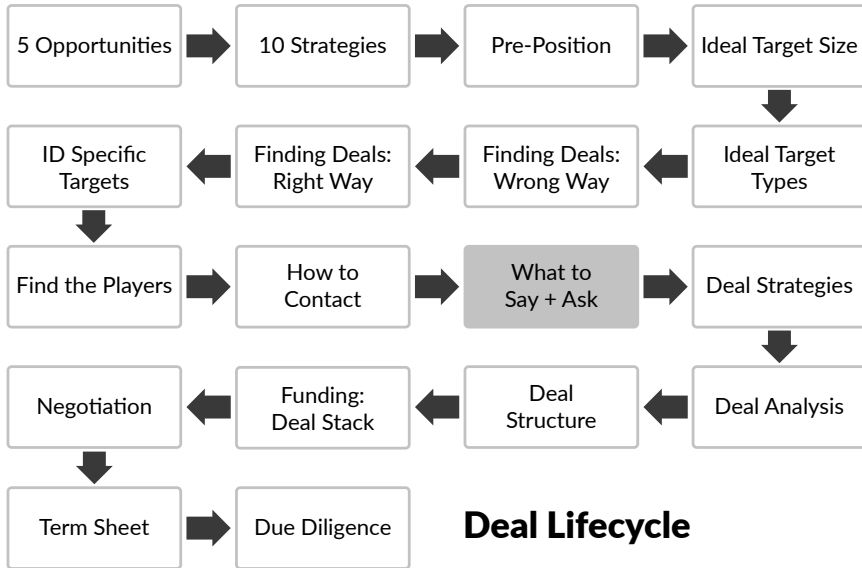 5 Opportunities
10 Strategies
Pre-Position
Ideal Target Size
Ideal Target
Types
Finding Deals:
Wrong Way
Finding Deals:
Right Way
ID Specific
Targets
Find the Players
How to
Contact
What to
Say + Ask
Deal Strategies
Deal Analysis
Deal
Structure
Funding:
Deal Stack
Negotiation
Term Sheet
Due Diligence
Deal Lifecycle